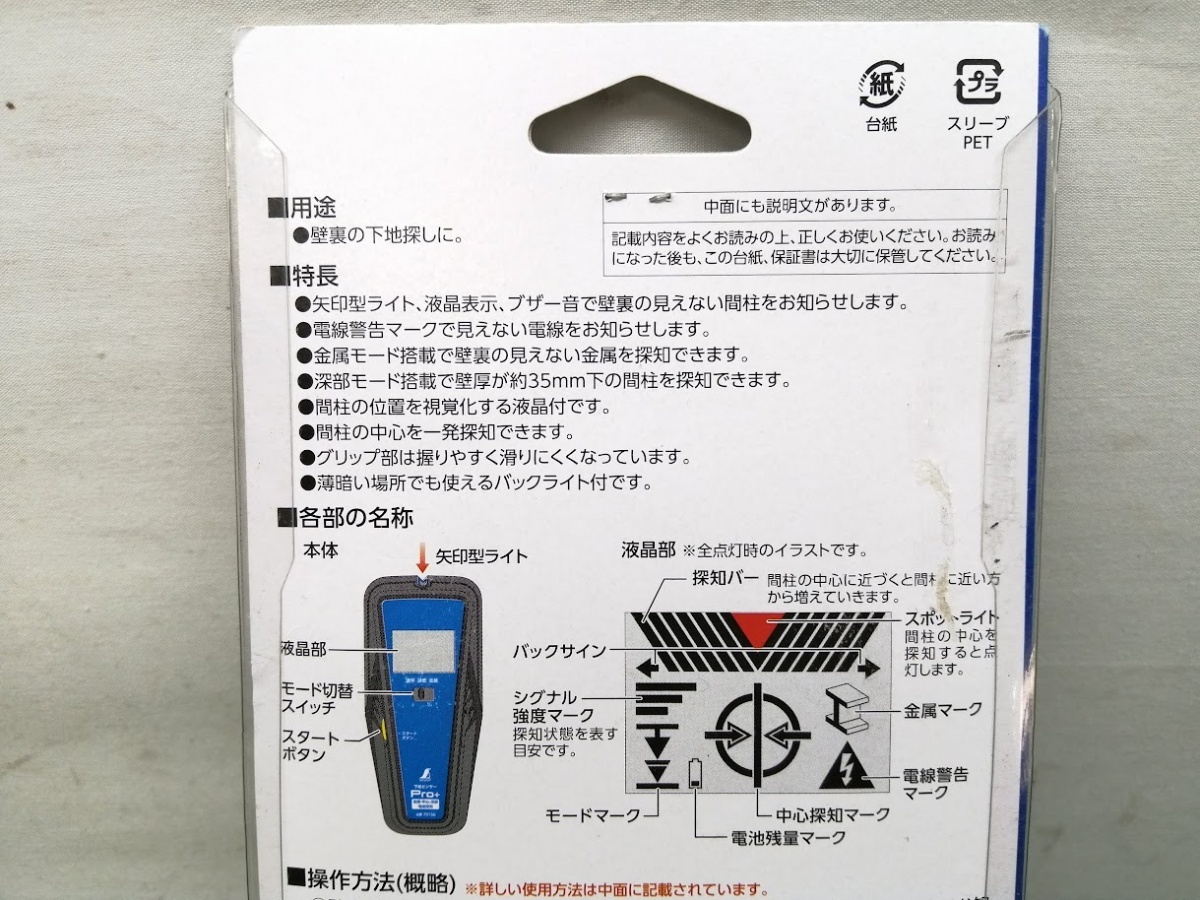 紙
台紙
プラ
スリーブ
PET
■用途
●壁裏の下地探しに。
中面にも説明文があります。
記載内容をよくお読みの上、正しくお使いください。お読み
になった後も、この台紙、保証書は大切に保管してください。
■特長
●矢印型ライト、液晶表示、ブザー音で壁裏の見えない間柱をお知らせします。
●電線警告マークで見えない電線をお知らせします。
●金属モード搭載で壁裏の見えない金属を探知できます。
●深部モード搭載で壁厚が約35mm下の間柱を探知できます。
●間柱の位置を視覚化する液晶付です。
●間柱の中心を一発探知できます。
●グリップ部は握りやすく滑りにくくなっています。
●薄暗い場所でも使えるバックライト付です。
■各部の名称
本体
矢印型ライト
液晶部
モード切替
スイッチ
スタート
ボタン
スタート
ボタン
下地センサー
Pro+
液晶部 ※全点灯時のイラストです。
探知バー 間柱の中心に近づくと間柱に近い方
から増えていきます。
スポットライト
間柱の中心を
探知すると点
灯します。
バックサイン
シグナル
強度マーク
探知状態を表す
目安です。
金属マーク
電線警告
マーク
モードマーク
中心探知マーク
電池残量マーク
■操作方法(概略) ※詳しい使用方法は中面に記載されています。